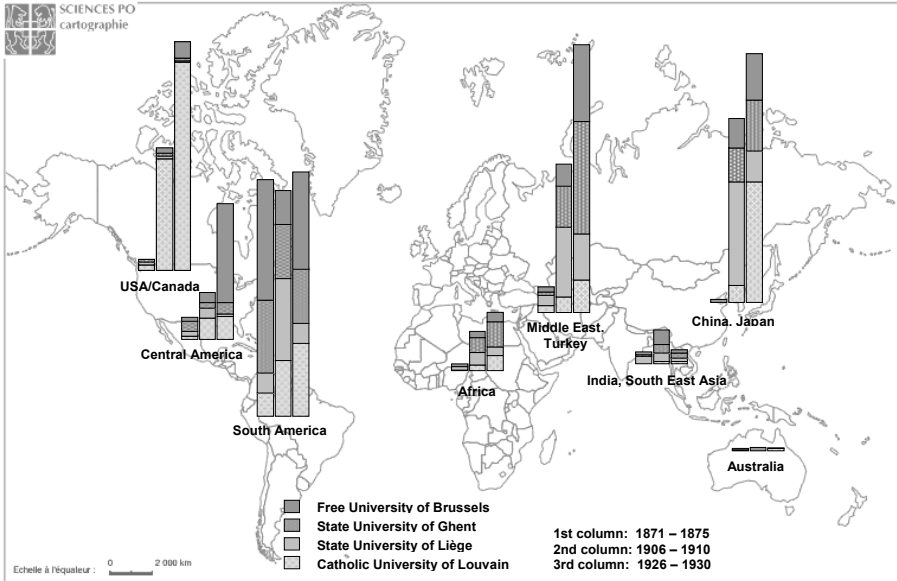 SCIENCES PO
cartographie
USA/Canada
Central America
South America
Africa
Middle East,
Turkey
China, Japan
India, South East Asia
Australia
Free University of Brussels
State University of Ghent
State University of Liège
Catholic University of Louvain
1st column: 1871 – 1875
2nd column: 1906 – 1910
3rd column: 1926 – 1930
Echelle à l'équateur : 0 2 000 km